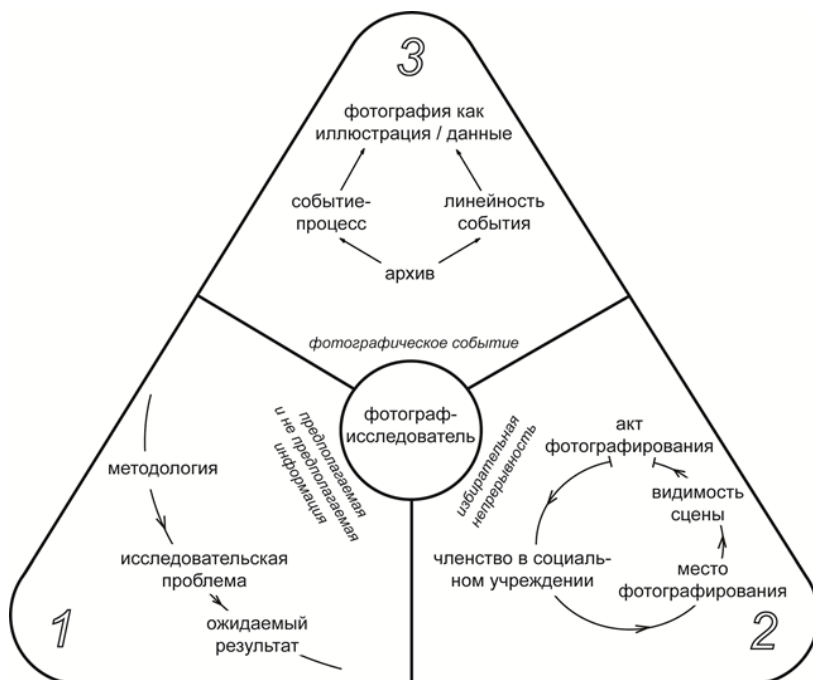 3
фотография как
иллюстрация / данные
событие-
процесс
линейность
события
архив
фотографическое событие
фотограф-
исследователь
предполагаемая
и не предполагаемая
информация
избирательная
непрерывность
методология
исследовательская
проблема
ожидаемый
результат
1
акт
фотографирования
видимость
сцены
членство в социаль-
ном учреждении
место
фотографирования
2